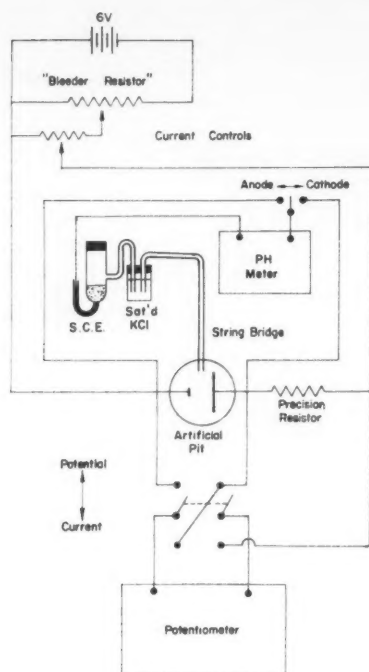 6V
"Bleeder Resistor"
Current Controls
Anode Cathode
PH
Meter
S.C.E.
Sat'd
KCl
String Bridge
Artificial
Pit
Precision
Resistor
Potential
Current
Potentiometer